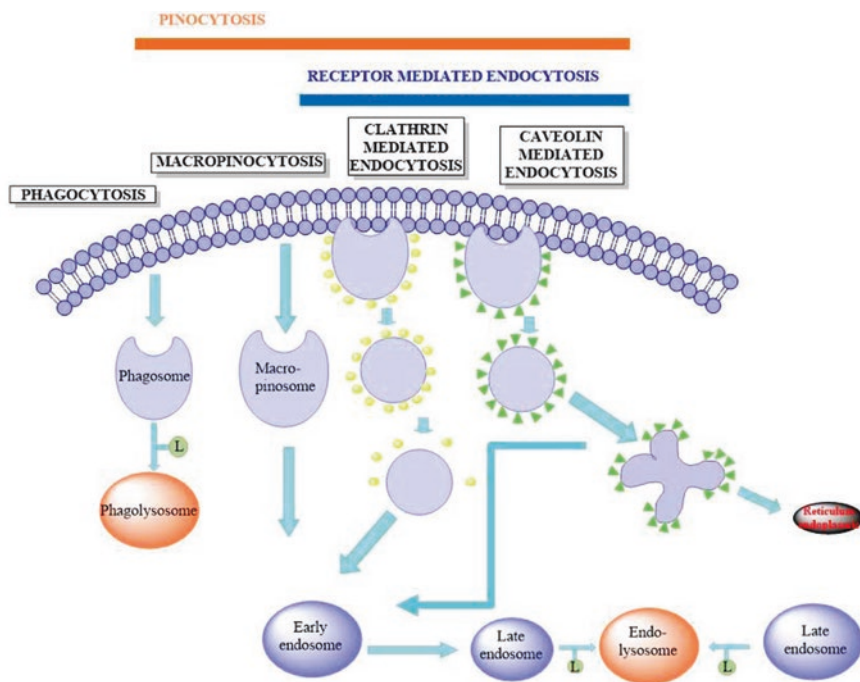 PINOCYTOSIS
RECEPTOR MEDIATED ENDOCYTOSIS
CLATHRIN
MEDIATED
ENDOCYTOSIS
CAVEOLIN
MEDIATED
ENDOCYTOSIS
MACROPINOCYTOSIS
PHAGOCYTOSIS
Phagosome
Macro-
pinosome
L
Phagolysosome
Reticulum
Early
endosome
Late
endosome
L
Endo-
lysosome
L
Late
endosome